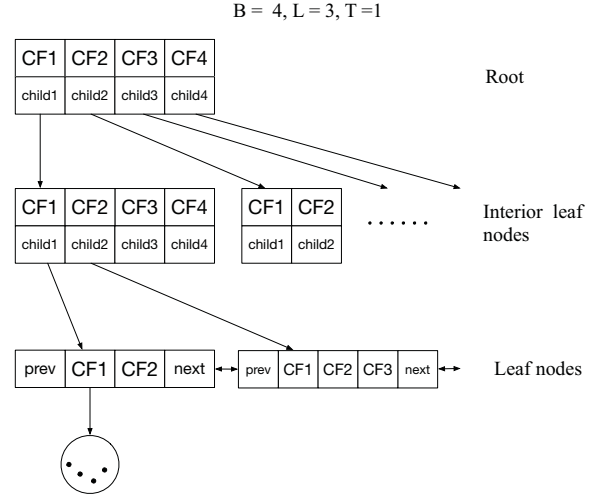 B = 4, L = 3, T =1
CF1 CF2 CF3 CF4
child1 child2 child3 child4
Root
CF1 CF2 CF3 CF4
child1 child2 child3 child4
CF1 CF2
child1 child2
......
Interior leaf
nodes
prev CF1 CF2 next
prev CF1 CF2 CF3 next
Leaf nodes